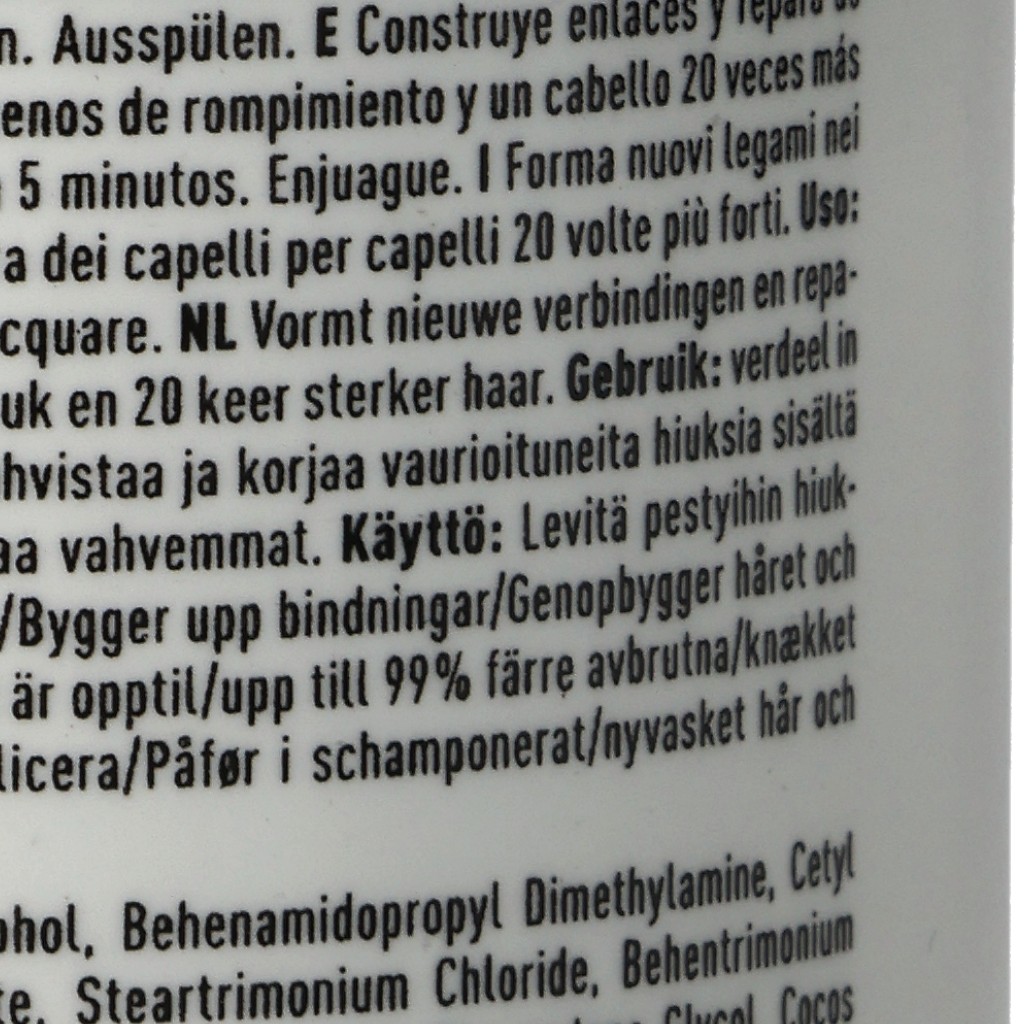 n. Ausspülen. E Construye enlaces y
enos de rompimiento y un cabello 20 veces más
5 minutos. Enjuague. I Forma nuovi legami nei
a dei capelli per capelli 20 volte più forti. Uso:
cquare. NL Vormt nieuwe verbindingen en repa-
uk en 20 keer sterker haar. Gebruik: verdeel in
hvistaa ja korjaa vaurioituneita hiuksia sisältä
aa vahvemmat. Käyttö: Levitä pestyihin hiuk-
/Bygger upp bindningar/Genopbygger håret och
är opptil/upp till 99% färre avbrutna/knækket
licera/Påfør i schamponerat/nyvasket hår och
ohol, Behenamidopropyl Dimethylamine, Cetyl
te, Steartrimonium Chloride, Behentrimonium
Glycol, Cocos